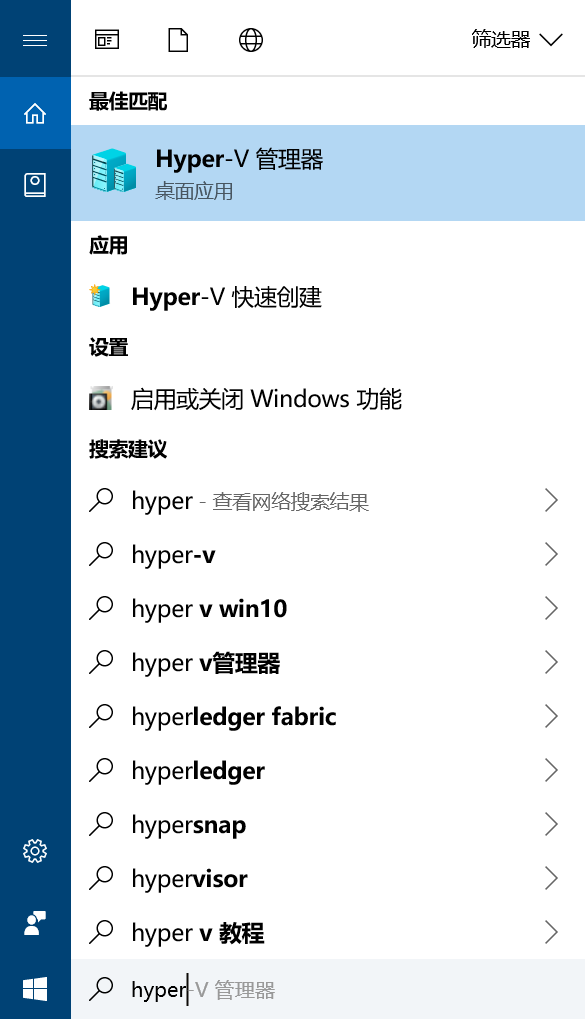 筛选器
最佳匹配
Hyper-V 管理器
桌面应用
应用
Hyper-V 快速创建
设置
启用或关闭 Windows 功能
搜索建议
hyper - 查看网络搜索结果
hyper-v
hyper v win10
hyper v管理器
hyperledger fabric
hyperledger
hypersnap
hypervisor
hyper v 教程
hyper-V 管理器